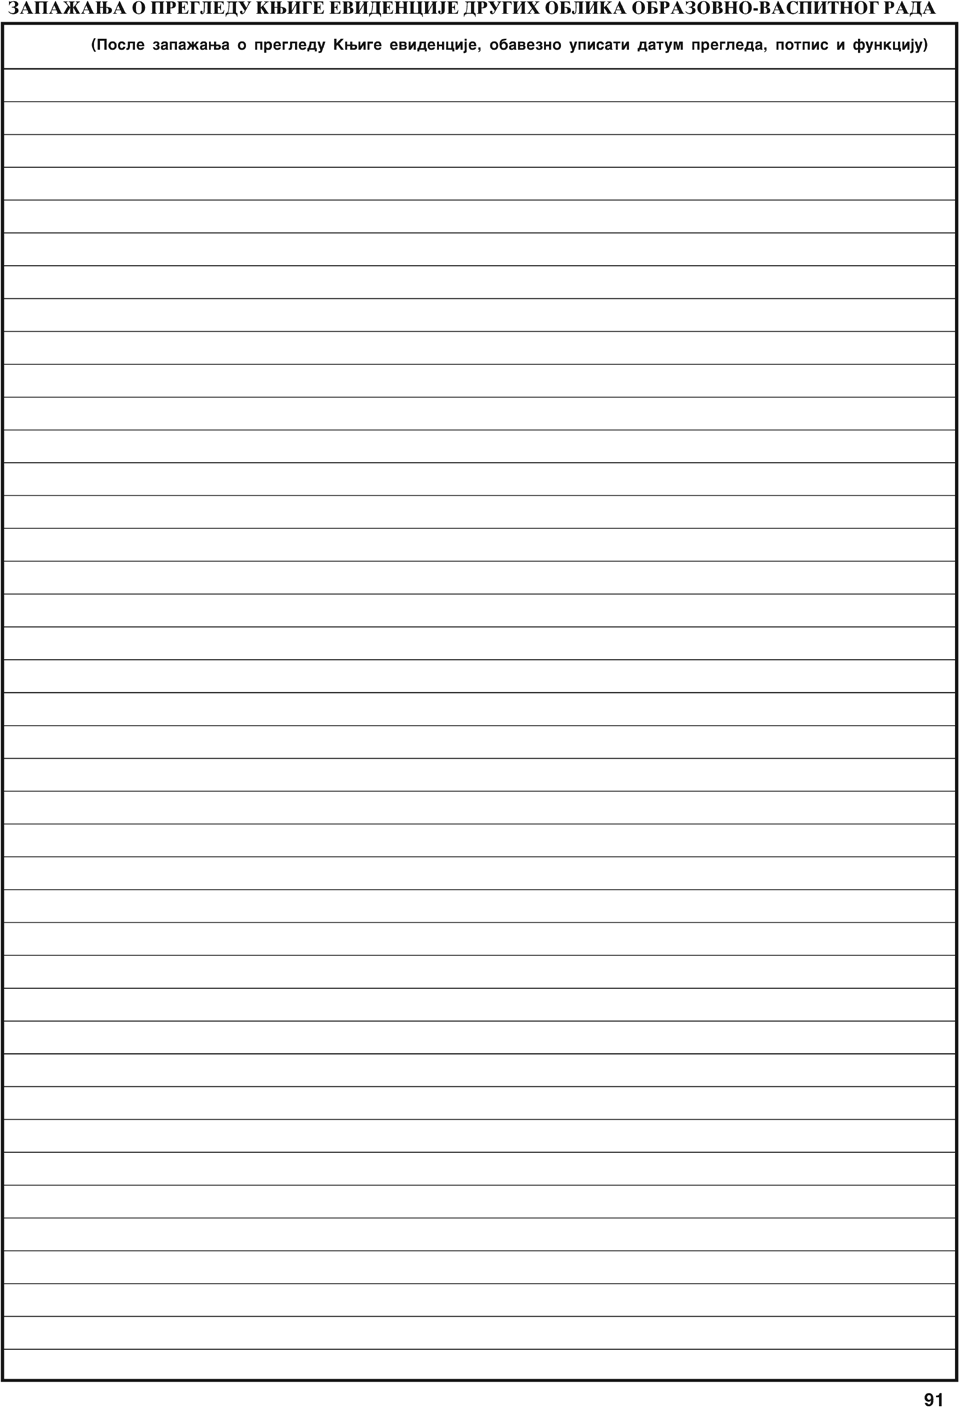 ЗАПАЖАЊА О ПРЕГЛЕДУ КЊИГЕ ЕВИДЕНЦИЈЕ ДРУГИХ ОБЛИКА ОБРАЗОВНО-ВАСПИТНОГ РАДА
(После запажања о прегледу Књиге евиденције, обавезно уписати датум прегледа, потпис и функцију)
91